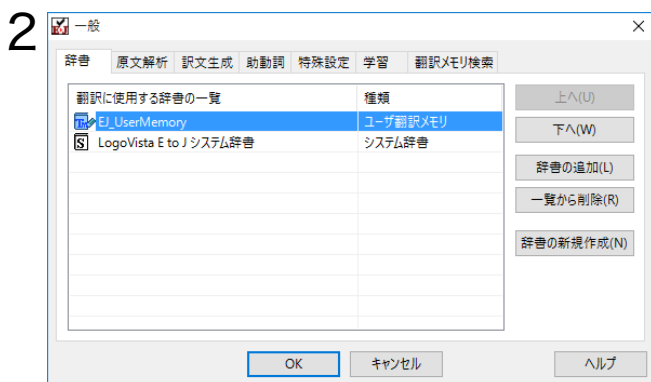 2
一般
辞書 原文解析 訳文生成 助動詞 特殊設定 学習 翻訳メモリ検索
翻訳に使用する辞書の一覧 種類
EJ_UserMemory ユーザ翻訳メモリ
LogoVista E to J システム辞書 システム辞書
上へ(U)
下へ(W)
辞書の追加(L)
一覧から削除(R)
辞書の新規作成(N)
OK キャンセル ヘルプ